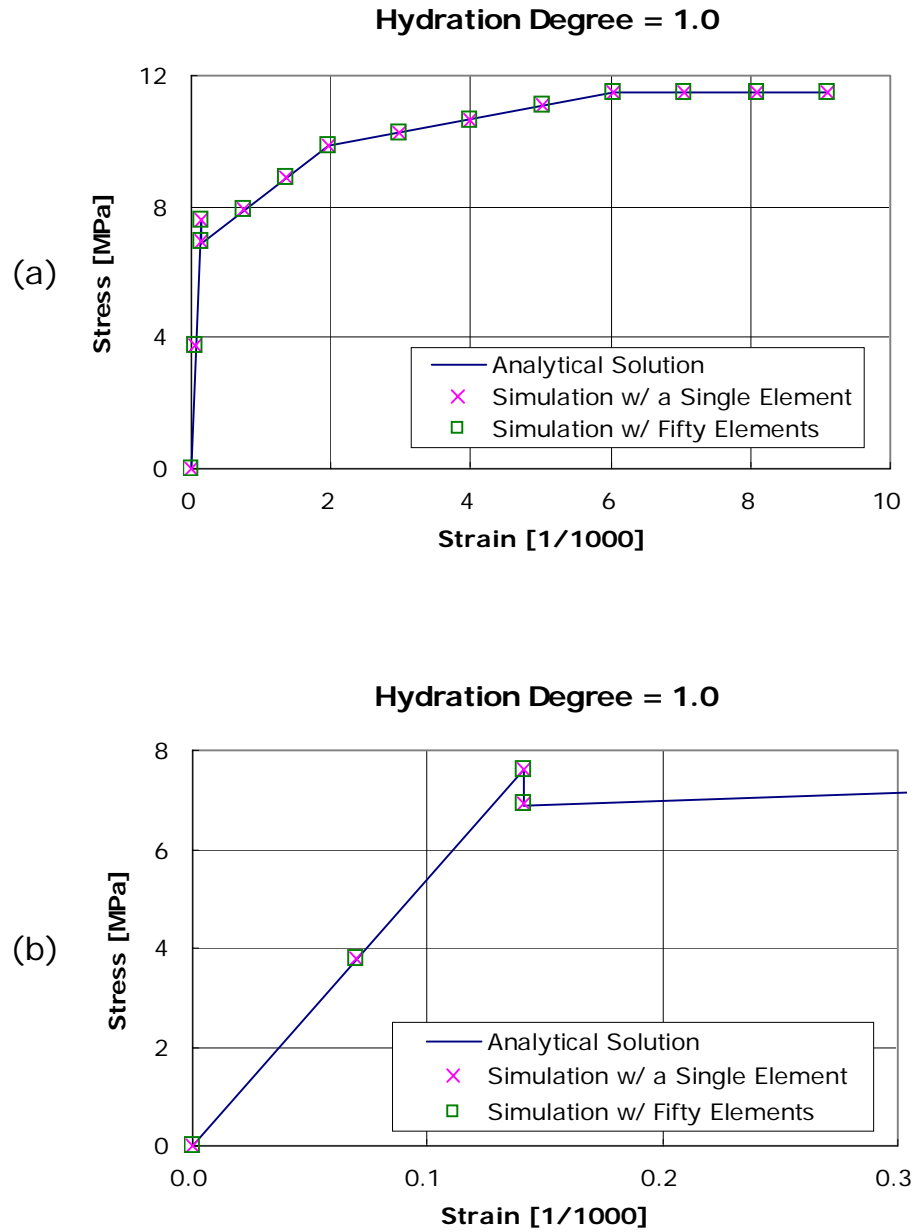 Hydration Degree = 1.0
(a)
Stress [MPa]
12
8
4
0
Analytical Solution
Simulation w/ a Single Element
Simulation w/ Fifty Elements
0 2 4 6 8 10
Strain [1/1000]
Hydration Degree = 1.0
(b)
Stress [MPa]
8
6
4
2
0
Analytical Solution
Simulation w/ a Single Element
Simulation w/ Fifty Elements
0.0 0.1 0.2 0.3
Strain [1/1000]